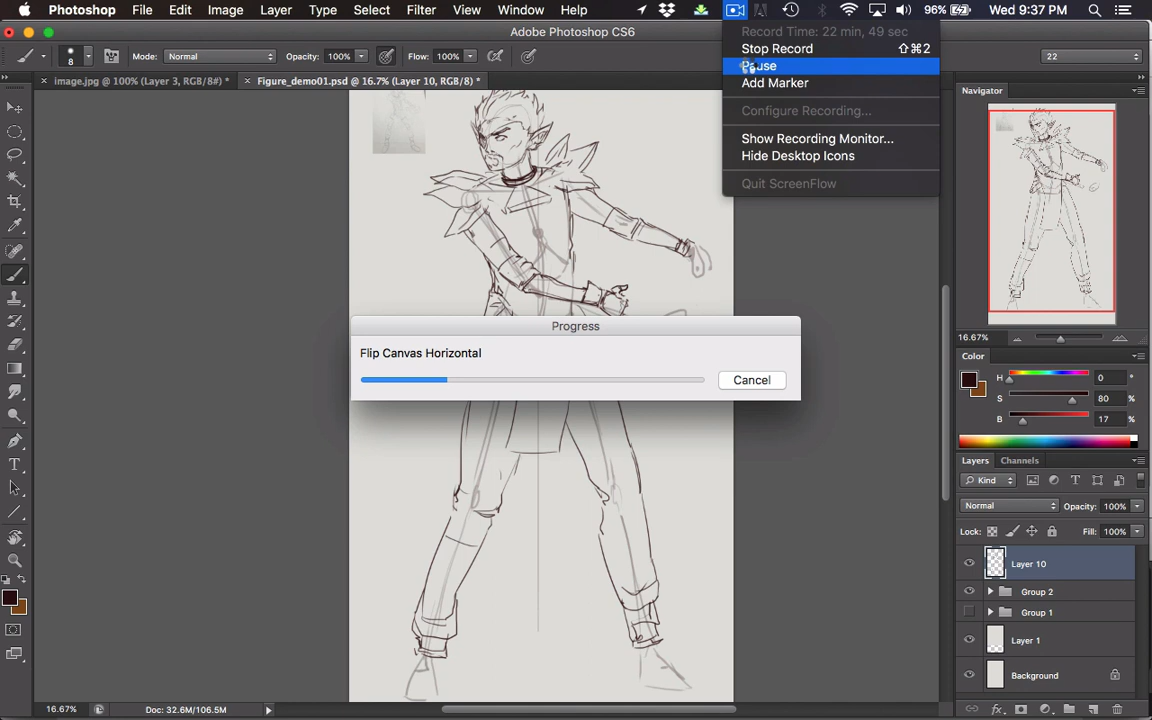 Photoshop File Edit Image Layer Type Select Filter View Window Help 96% Wed 9:37 PM
Adobe Photoshop CS6
Record Time: 22 min, 49 sec
Stop Record ⇧⌘2
Pause
Add Marker
Configure Recording...
Show Recording Monitor...
Hide Desktop Icons
Quit ScreenFlow
8 Mode: Normal Opacity: 100% Flow: 100% 22
image.jpg @ 100% (Layer 3, RGB/8#) *
Figure_demo01.psd @ 16.7% (Layer 10, RGB/8) *
Progress
Flip Canvas Horizontal
Cancel
Navigator
16.67%
Color
H 0 °
S 80 %
B 17 %
Layers Channels
Kind
Normal Opacity: 100%
Lock: Fill: 100%
Layer 10
Group 2
Group 1
Layer 1
Background
16.67% Doc: 32.6M/106.5M